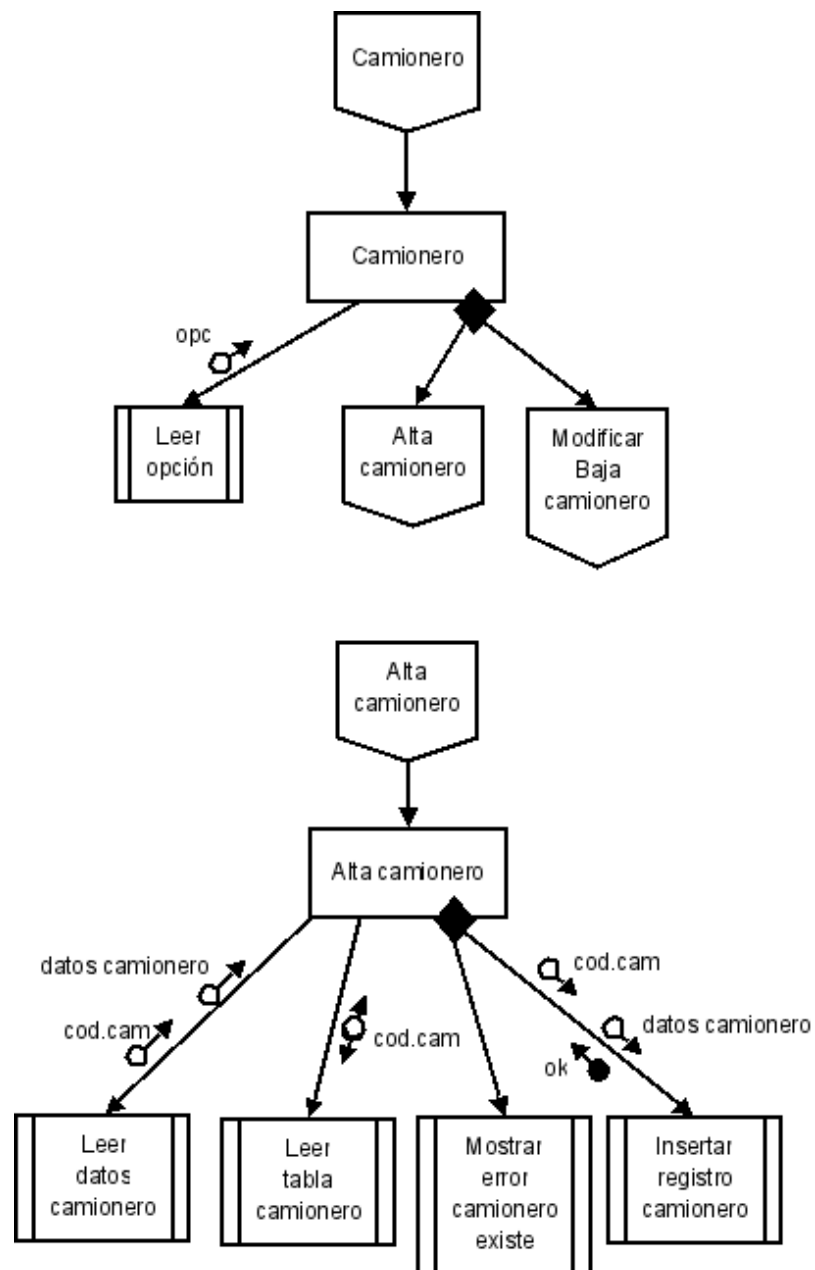 Camionero
Camionero
opc
Leer
opción
Alta
camionero
Modificar
Baja
camionero
Alta
camionero
Alta camionero
datos camionero
cod.cam
cod.cam
cod.cam
datos camionero
ok
Leer
datos
camionero
Leer
tabla
camionero
Mostrar
error
camionero
existe
Insertar
registro
camionero